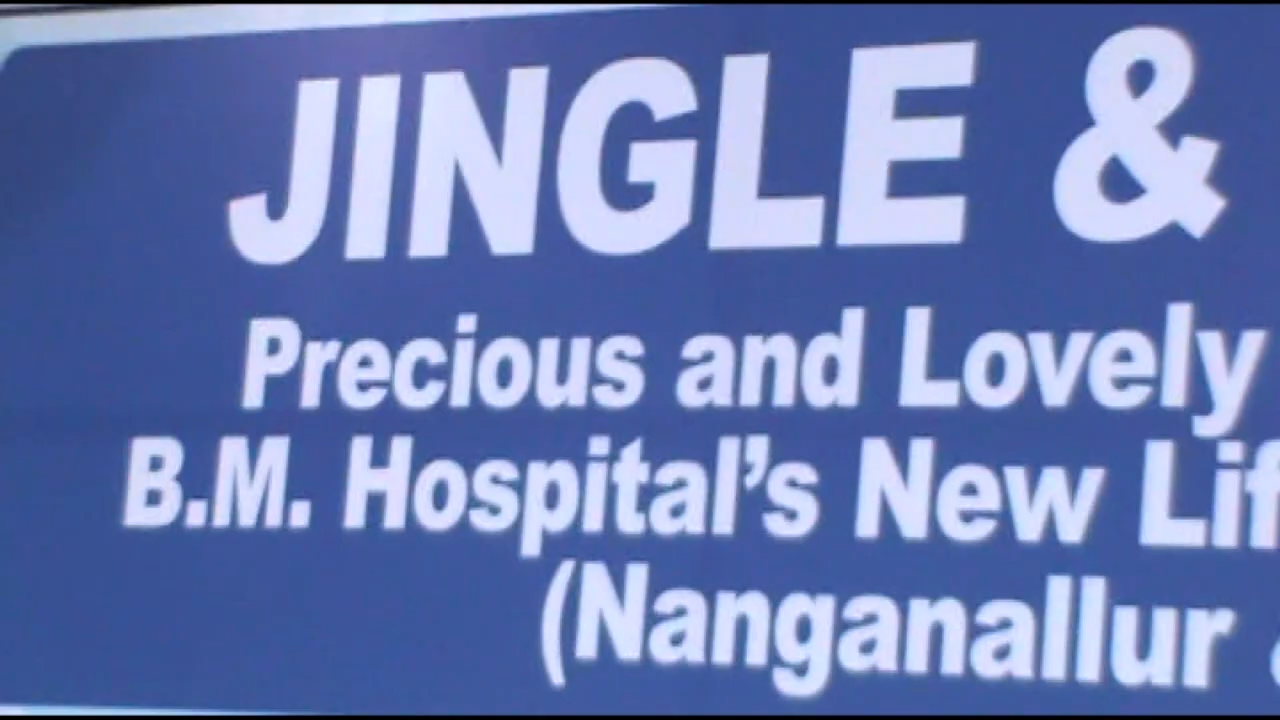 JINGLE &
Precious and Lovely
B.M. Hospital's New
(Nanganallur